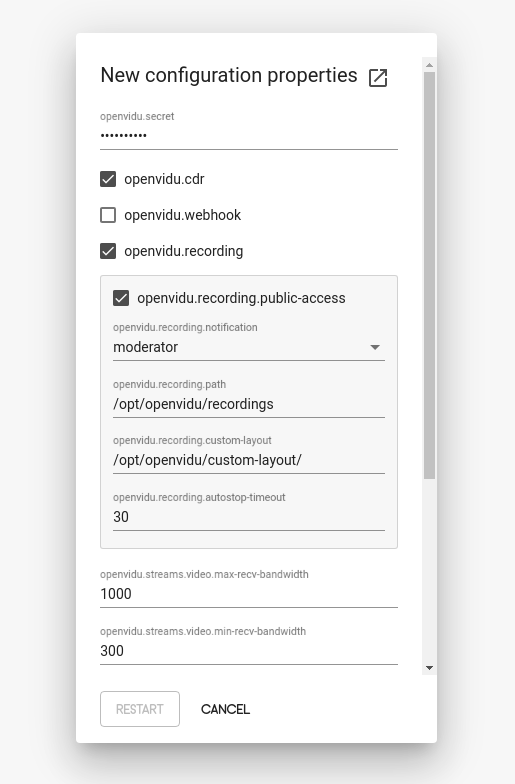 New configuration properties
openvidu.secret
••••••••••
openvidu.cdr
openvidu.webhook
openvidu.recording
openvidu.recording.public-access
openvidu.recording.notification
moderator
openvidu.recording.path
/opt/openvidu/recordings
openvidu.recording.custom-layout
/opt/openvidu/custom-layout/
openvidu.recording.autostop-timeout
30
openvidu.streams.video.max-recv-bandwidth
1000
openvidu.streams.video.min-recv-bandwidth
300
RESTART CANCEL